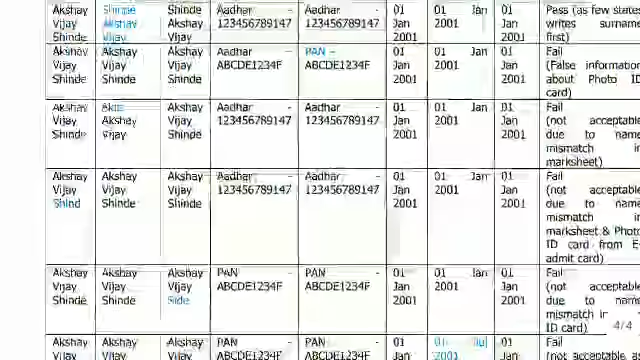 Akshay Shinde Shinde Aadhar - Aadhar - 01 01 Jan 01 Pass (as few states
Vijay Akshay Akshay 123456789147 123456789147 Jan 2001 Jan writes surname
Shinde Vijay Vijay 2001 2001 first)
Akshay Akshay Akshay Aadhar - PAN - 01 01 Jan 01 Fail
Vijay Vijay Vijay ABCDE1234F ABCDE1234F Jan 2001 Jan (False information
Shinde Shinde Shinde 2001 2001 about Photo ID
card)
Akshay Akshay Aadhar - Aadhar - 01 01 Jan 01 Fail
Vijay Akshay Vijay 123456789147 123456789147 Jan 2001 Jan (not acceptable
Shinde Vijay Shinde 2001 2001 due to name
mismatch in
marksheet)
Akshay Akshay Akshay Aadhar - Aadhar - 01 01 Jan 01 Fail
Vijay Vijay Vijay 123456789147 123456789147 Jan 2001 Jan (not acceptable
Shind Shinde Shinde 2001 2001 due to name
mismatch in
marksheet & Photo
ID card from E-
admit card)
Akshay Akshay Akshay PAN - PAN - 01 01 Jan 01 Fail
Vijay Vijay Vijay ABCDE1234F ABCDE1234F Jan 2001 Jan (not acceptable
Shinde Shinde Side 2001 2001 due to name
mismatch in
ID card) 4/4
Akshay Akshay Akshay PAN - PAN - 01 01 Jul 01 Fail
Vijay Vijay Vijay ABCDE1234F ABCDE1234F Jan 2001 Jan (not acceptable